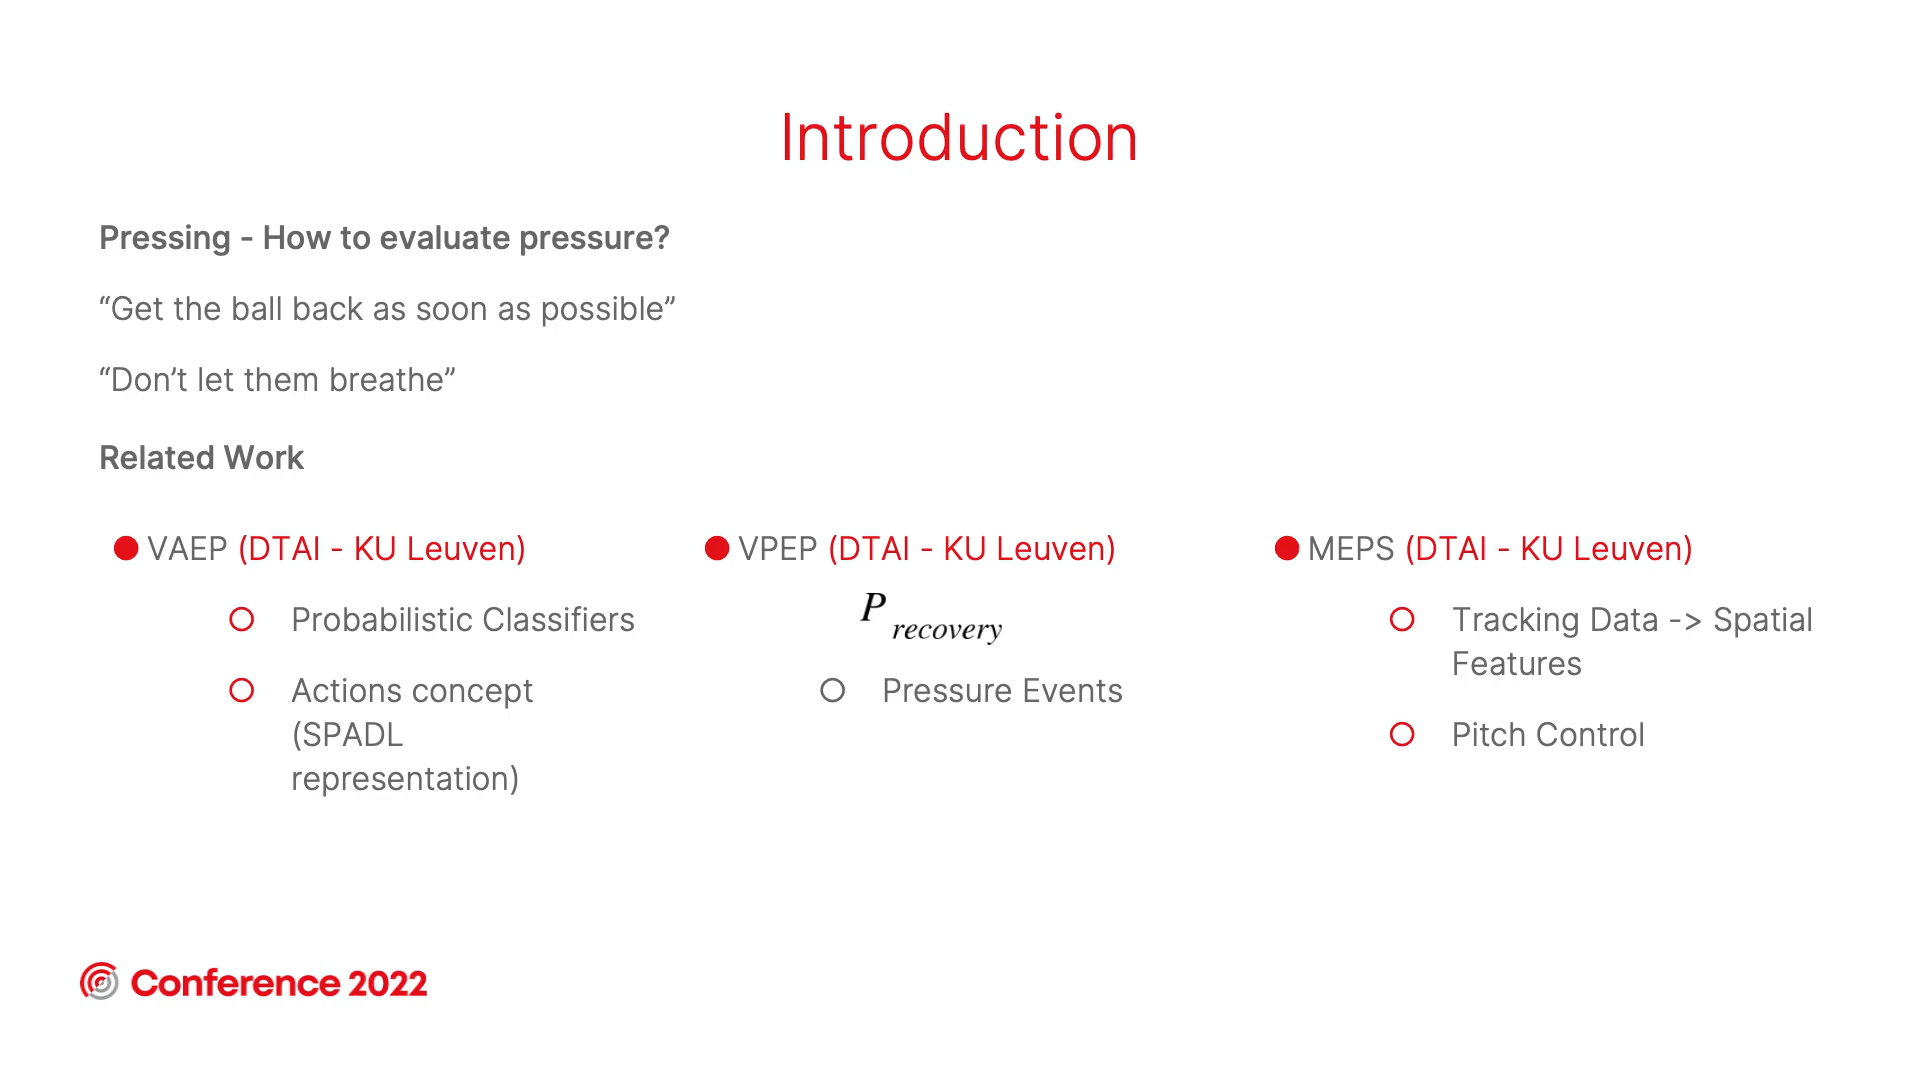 Introduction
Pressing - How to evaluate pressure?
“Get the ball back as soon as possible”
“Don’t let them breathe”
Related Work
VAEP (DTAI - KU Leuven)
Probabilistic Classifiers
Actions concept
(SPADL
representation)
VPEP (DTAI - KU Leuven)
P recovery
Pressure Events
MEPS (DTAI - KU Leuven)
Tracking Data -> Spatial
Features
Pitch Control
Conference 2022